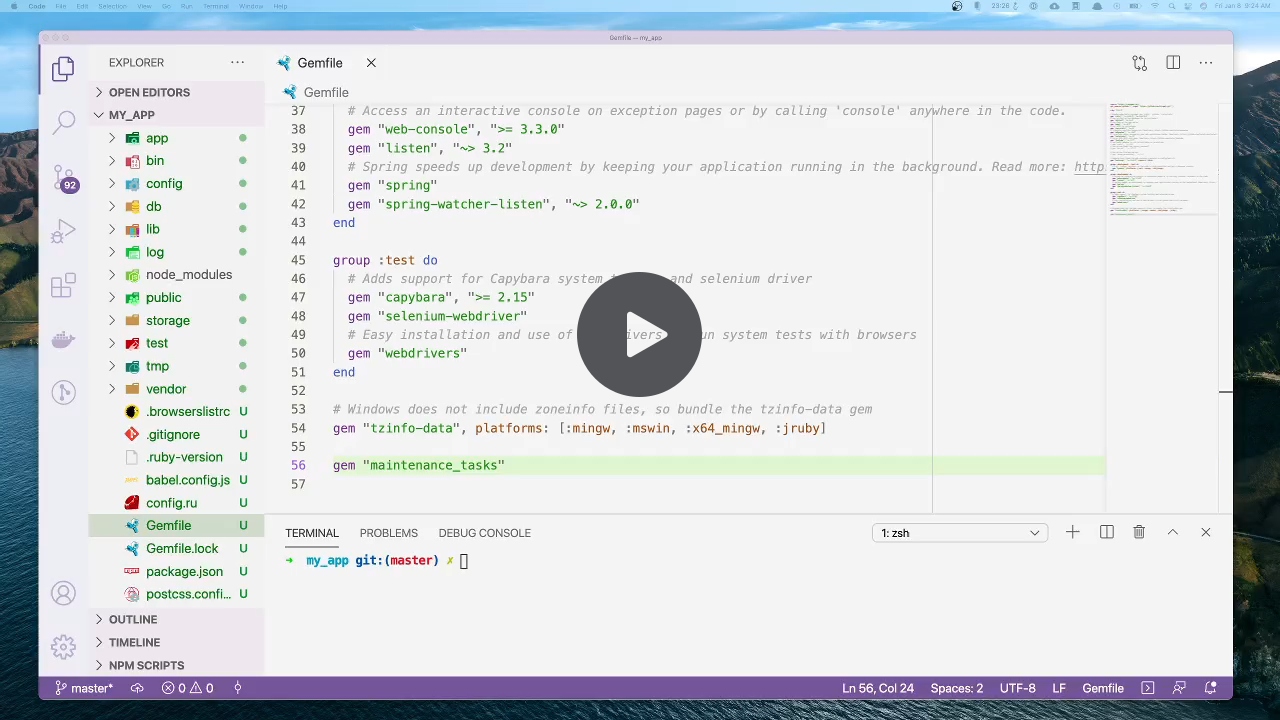 Code File Edit Selection View Go Run Terminal Window Help 23:26 Fri Jan 8 9:24 AM
Gemfile — my_app
EXPLORER
OPEN EDITORS
MY_APP
app
bin
config
db
lib
log
node_modules
public
storage
test
tmp
vendor
.browserslistrc U
.gitignore U
.ruby-version U
babel.config.js U
config.ru U
Gemfile U
Gemfile.lock U
package.json U
postcss.confi... U
OUTLINE
TIMELINE
NPM SCRIPTS
92
Gemfile
Gemfile
37 # Access an interactive console on exception pages or by calling 'console' anywhere in the code.
38 gem "web-console", ">= 3.3.0"
39 gem "listen", "~> 3.2"
40 # Spring speeds up development by keeping your application running in the background. Read more: http
41 gem "spring"
42 gem "spring-watcher-listen", "~> 2.0.0"
43 end
44
45 group :test do
46 # Adds support for Capybara system and selenium driver
47 gem "capybara", ">= 2.15"
48 gem "selenium-webdriver"
49 # Easy installation and use of system tests with browsers
50 gem "webdrivers"
51 end
52
53 # Windows does not include zoneinfo files, so bundle the tzinfo-data gem
54 gem "tzinfo-data", platforms: [:mingw, :mswin, :x64_mingw, :jruby]
55
56 gem "maintenance_tasks"
57
TERMINAL PROBLEMS DEBUG CONSOLE 1: zsh
➜ my_app git:(master) ✗
master* 0 0 Ln 56, Col 24 Spaces: 2 UTF-8 LF Gemfile